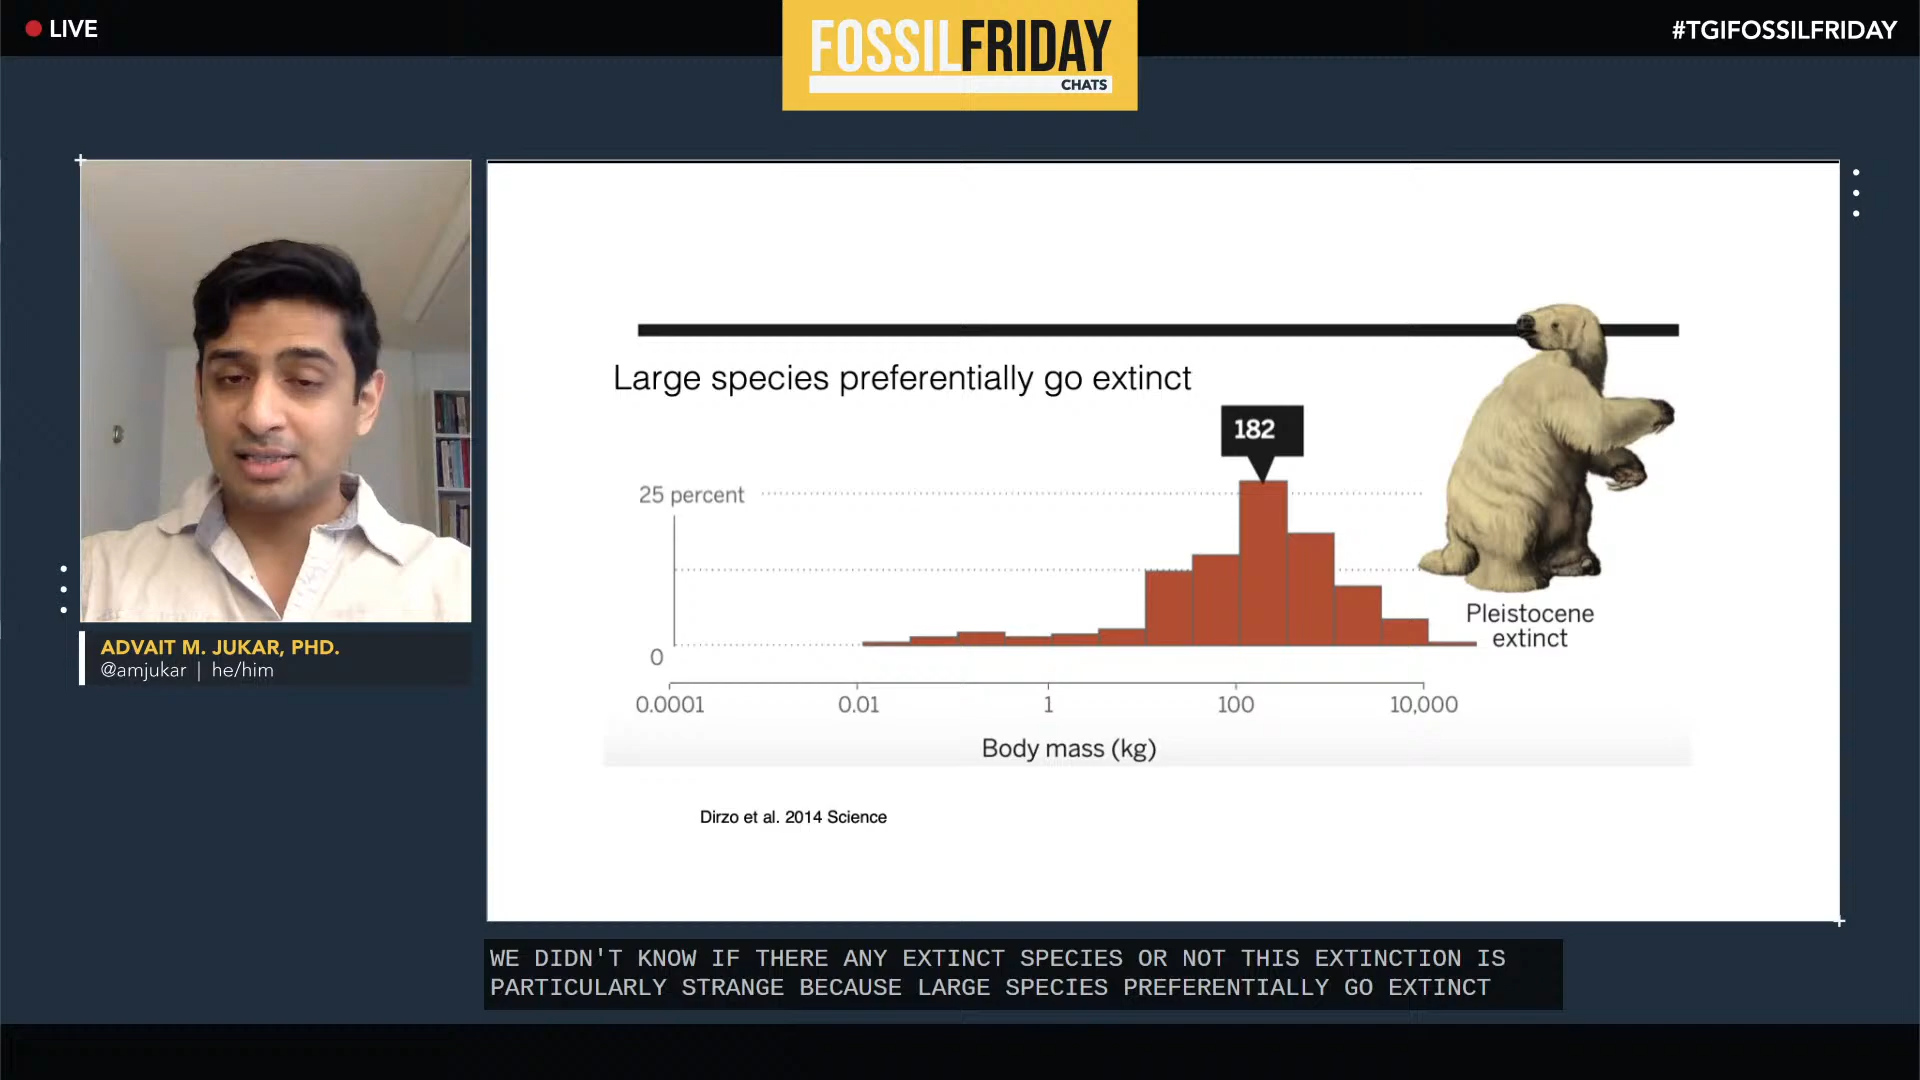 LIVE
FOSSILFRIDAY
CHATS
#TGIFOSSILFRIDAY
Large species preferentially go extinct
182
25 percent
0
Pleistocene
extinct
0.0001 0.01 1 100 10,000
Body mass (kg)
Dirzo et al. 2014 Science
ADVAIT M. JUKAR, PHD.
@amjukar | he/him
WE DIDN'T KNOW IF THERE ANY EXTINCT SPECIES OR NOT THIS EXTINCTION IS
PARTICULARLY STRANGE BECAUSE LARGE SPECIES PREFERENTIALLY GO EXTINCT